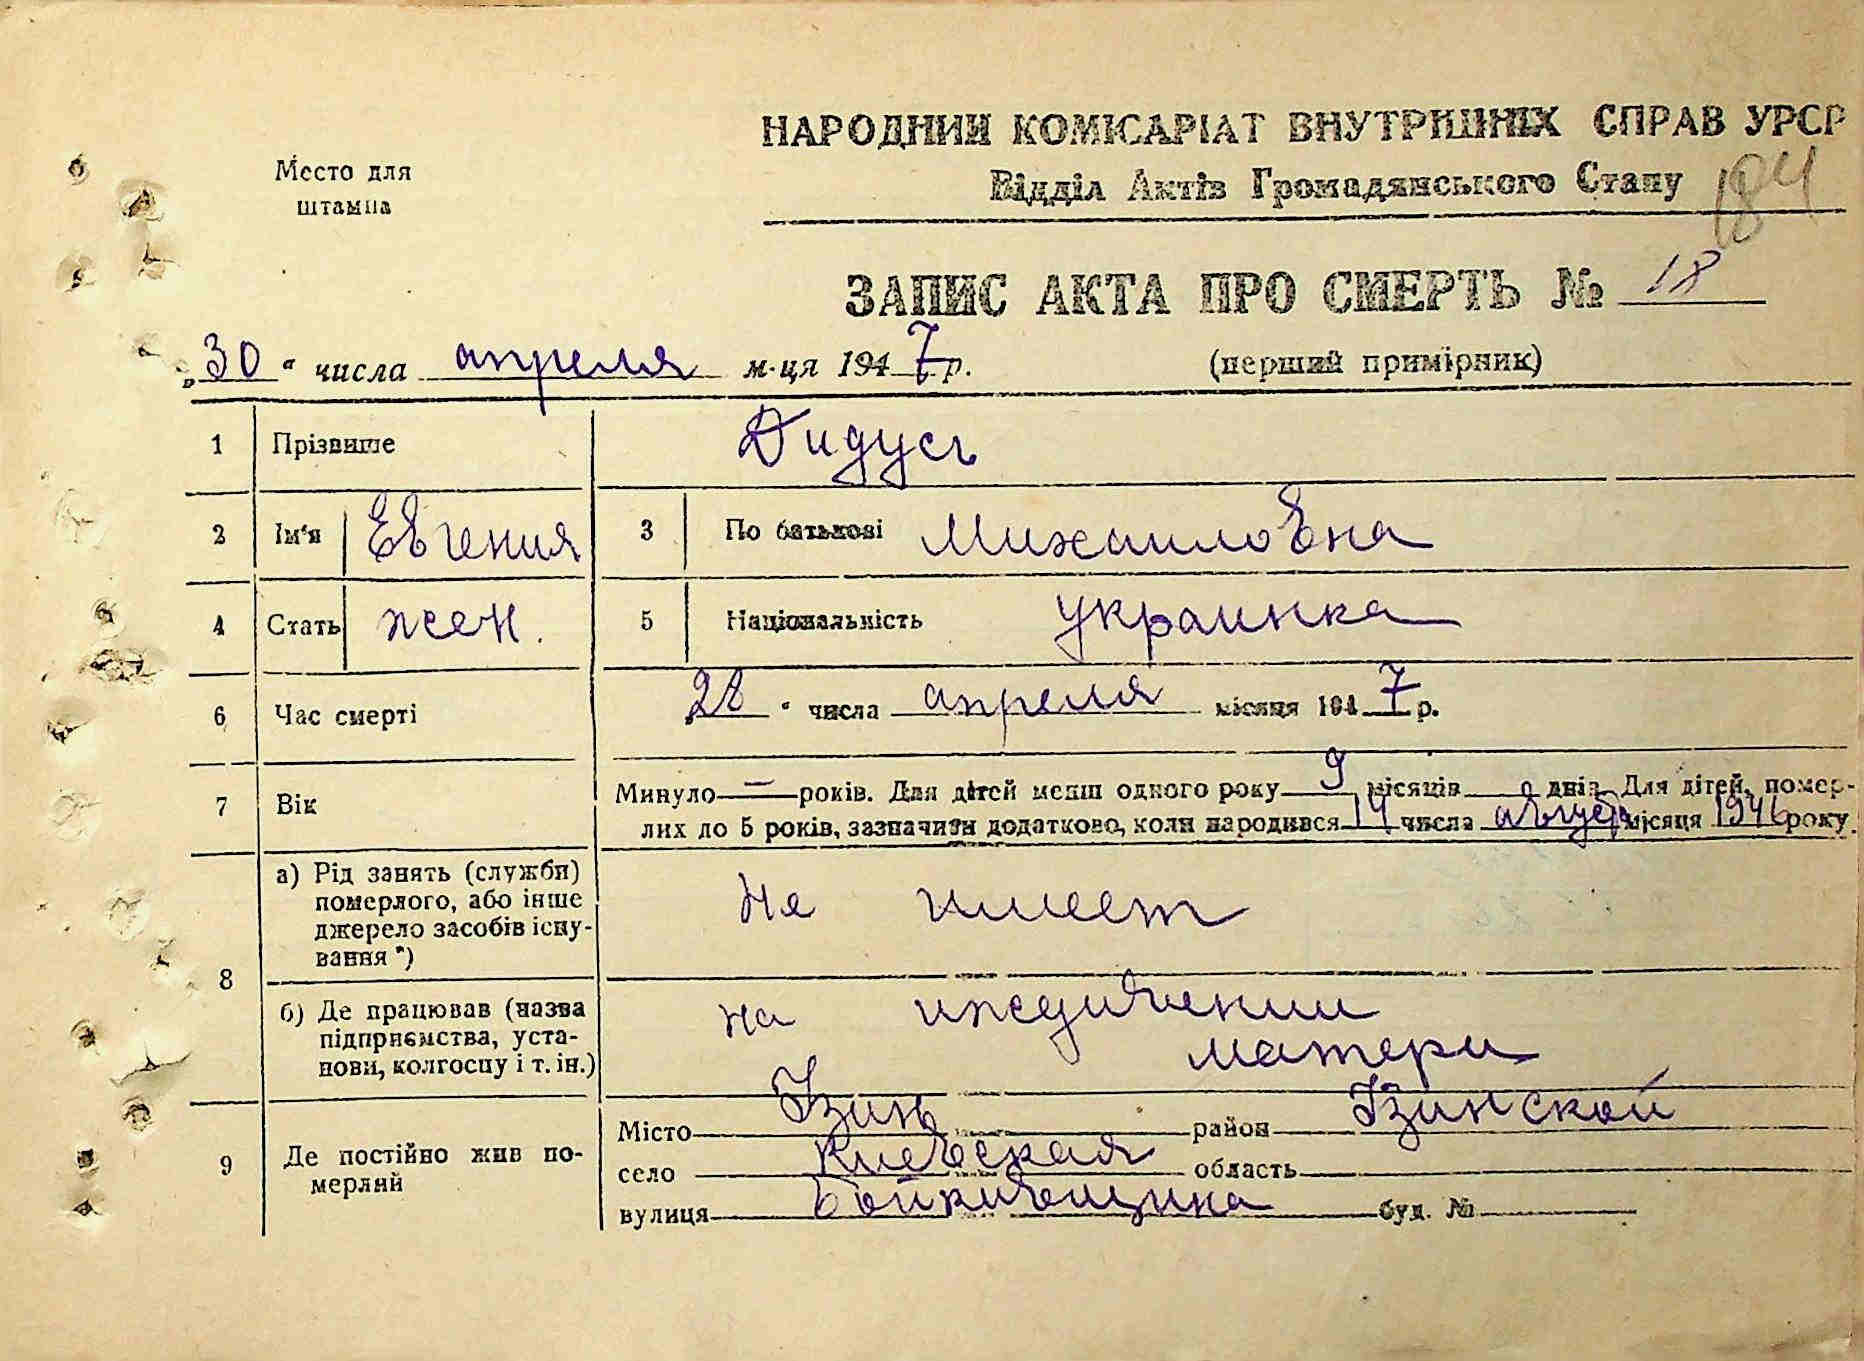 НАРОДНИЙ КОМІСАРІАТ ВНУТРІШНІХ СПРАВ УРСР
Место для
штампа
Відділ Актів Громадянського Стану
184
ЗАПИС АКТА ПРО СМЕРТЬ № 18
„30“ числа апреля м-ця 1947 р.
(перший примірник)
1 Прізвище Дидусь
2 Ім'я Евгения 3 По батькові Михаиловна
4 Стать жен. 5 Національність украинка
6 Час смерті 28 " числа апреля місяця 1947 р.
7 Вік Минуло — років. Для дітей менш одного року 9 місяців днів. Для дітей, помер-
лих до 5 років, зазначити додатково, коли народився 14 числа августа місяця 1946 року.
8 а) Рід занять (служби)
померлого, або інше
джерело засобів існу-
вання *)
Не имеет
б) Де працював (назва
підприємства, уста-
нови, колгоспу і т. ін.)
на иждивении
матери
9 Де постійно жив по-
мерлий
Місто Узин район Узинской
село Киевская область
вулиця буд. №